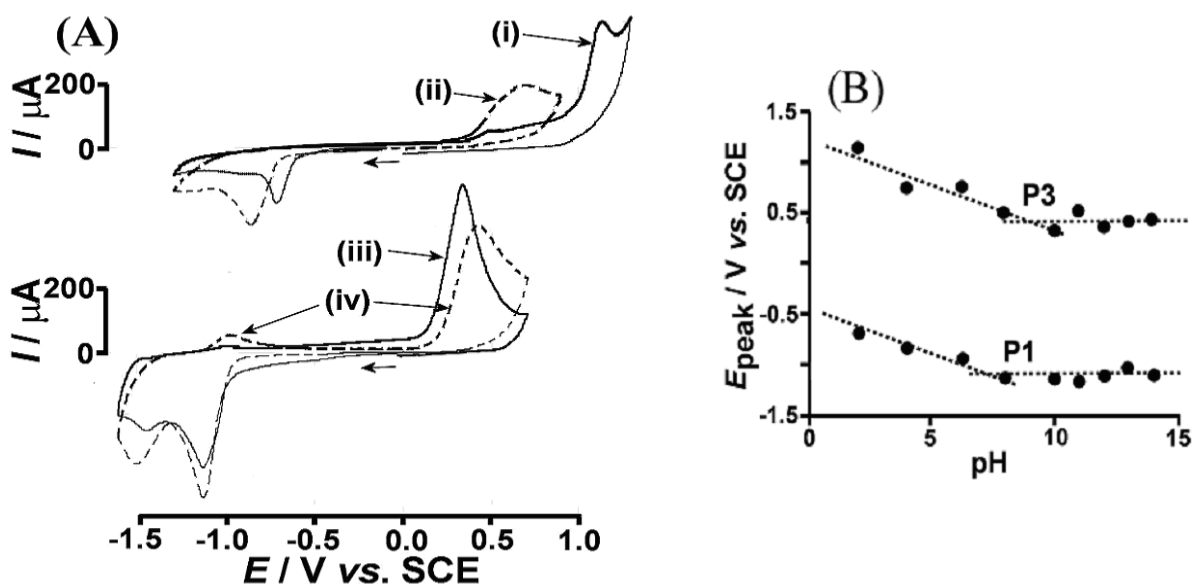 (A)
(i)
(ii)
200
0
I / μA
(iii)
(iv)
200
0
I / μA
-1.5 -1.0 -0.5 0.0 0.5 1.0
E / V vs. SCE
(B)
1.5
0.5
-0.5
-1.5
Epeak / V vs. SCE
P3
P1
0 5 10 15
pH